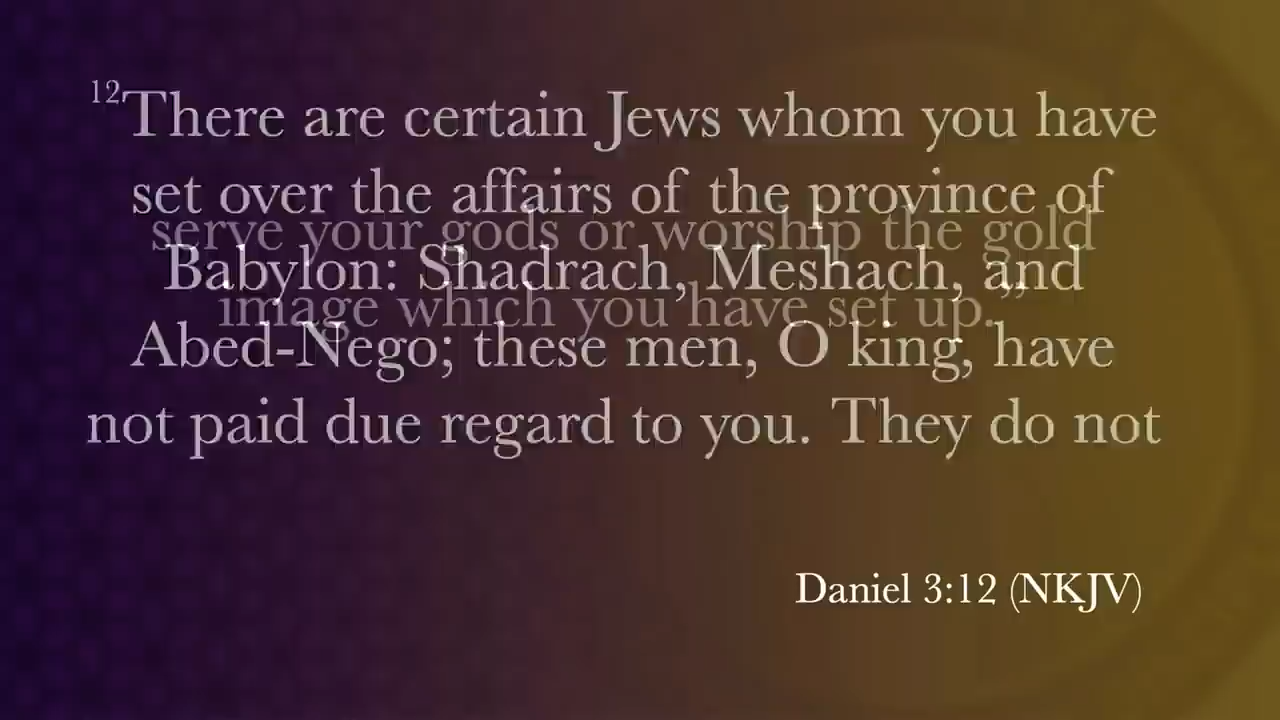 12There are certain Jews whom you have
set over the affairs of the province of
Babylon: Shadrach, Meshach, and
Abed-Nego; these men, O king, have
not paid due regard to you. They do not
serve your gods or worship the gold
image which you have set up.”
Daniel 3:12 (NKJV)